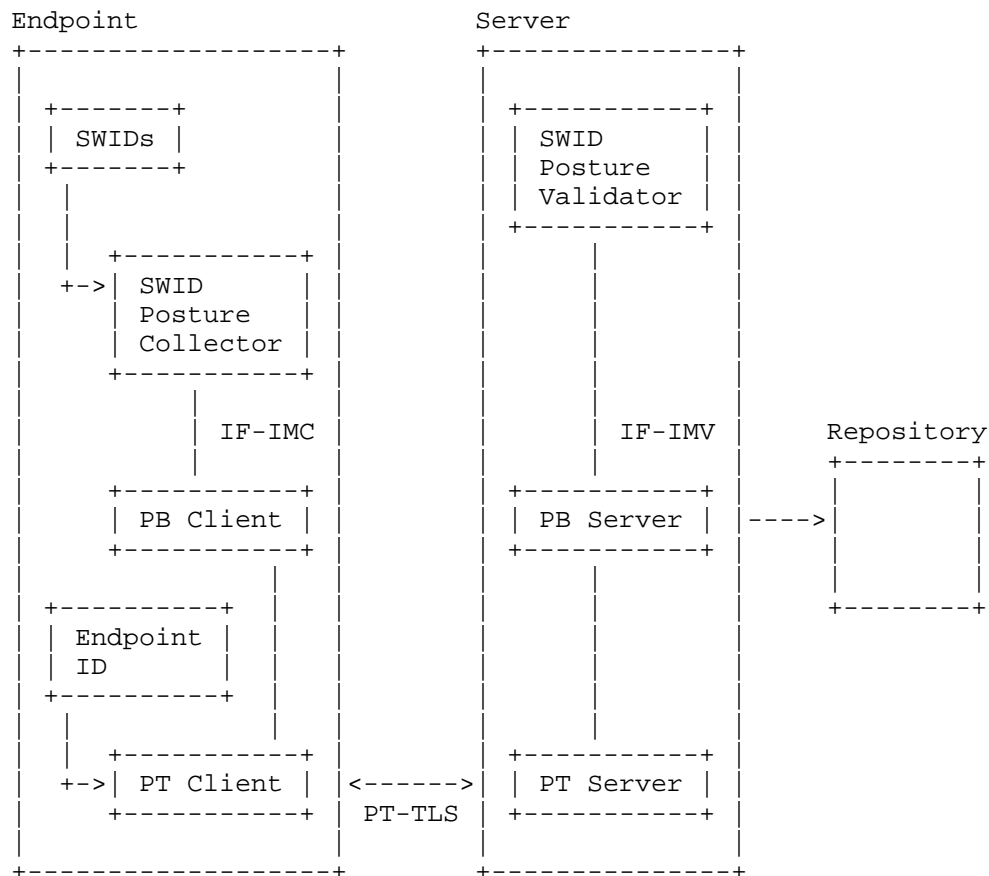 Endpoint Server
SWIDs SWID
Posture
Validator
SWID
Posture
Collector
IF-IMC IF-IMV Repository
PB Client PB Server
Endpoint
ID
PT Client PT Server
PT-TLS